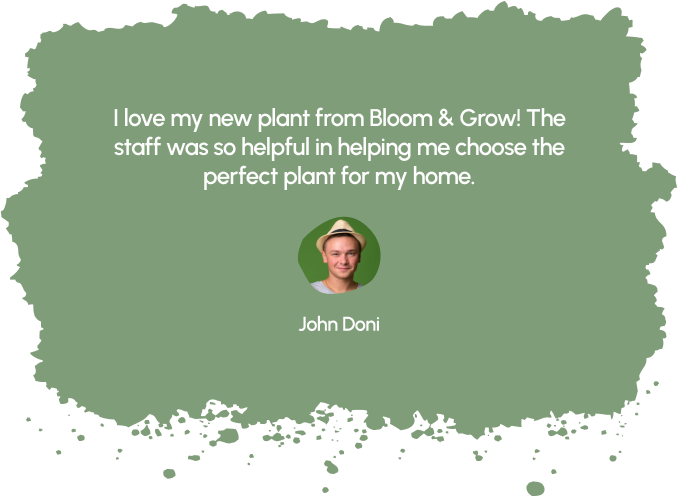 I love my new plant from Bloom & Grow! The
staff was so helpful in helping me choose the
perfect plant for my home.
John Doni